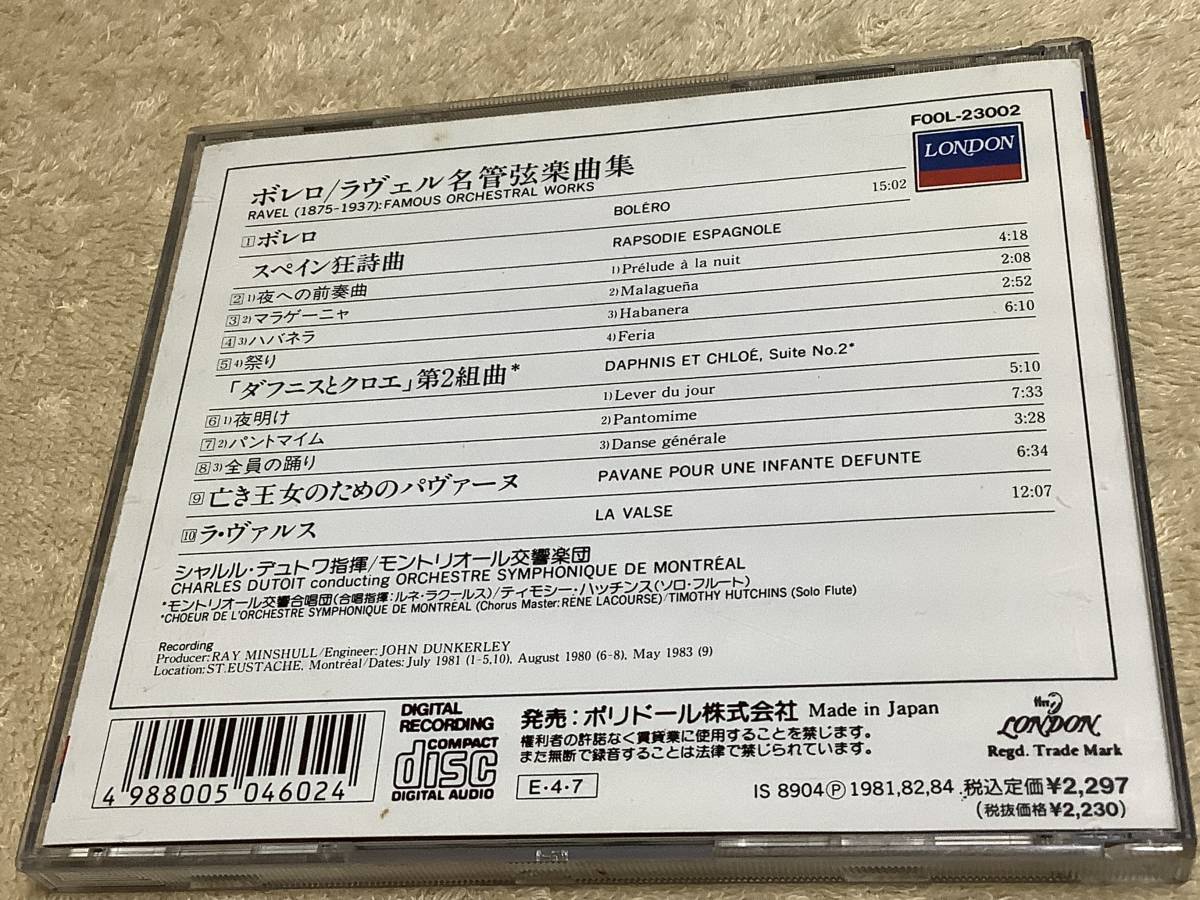 F00L-23002
LONDON
ボレロ/ラヴェル名管弦楽曲集
RAVEL (1875-1937):FAMOUS ORCHESTRAL WORKS
1 ボレロ BOLÉRO 15:02
スペイン狂詩曲 RAPSODIE ESPAGNOLE
2 1)夜への前奏曲 1)Prélude à la nuit 4:18
3 2)マラゲーニャ 2)Malagueña 2:08
4 3)ハバネラ 3)Habanera 2:52
5 4)祭り 4)Feria 6:10
「ダフニスとクロエ」第2組曲* DAPHNIS ET CHLOÉ, Suite No.2*
6 1)夜明け 1)Lever du jour 5:10
7 2)パントマイム 2)Pantomime 7:33
8 3)全員の踊り 3)Danse générale 3:28
9 亡き王女のためのパヴァーヌ PAVANE POUR UNE INFANTE DEFUNTE 6:34
10 ラ・ヴァルス LA VALSE 12:07
シャルル・デュトワ指揮/モントリオール交響楽団
CHARLES DUTOIT conducting ORCHESTRE SYMPHONIQUE DE MONTRÉAL
*モントリオール交響合唱団(合唱指揮:ルネ・ラクールス)/ティモシー・ハッチンス(ソロ・フルート)
*CHOEUR DE L'ORCHESTRE SYMPHONIQUE DE MONTRÉAL (Chorus Master:RENE LACOURSE)/TIMOTHY HUTCHINS (Solo Flute)
Recording
Producer:RAY MINSHULL/Engineer:JOHN DUNKERLEY
Location:ST.EUSTACHE, Montréal/Dates:July 1981 (1-5,10), August 1980 (6-8), May 1983 (9)
4 988005 046024
DIGITAL RECORDING
COMPACT disc DIGITAL AUDIO
発売:ポリドール株式会社 Made in Japan
権利者の許諾なく賃貸業に使用することを禁じます。
また無断で録音することは法律で禁じられています。
E・4・7
LONDON
Regd. Trade Mark
IS 8904 Ⓟ 1981,82,84 税込定価¥2,297
(税抜価格¥2,230)